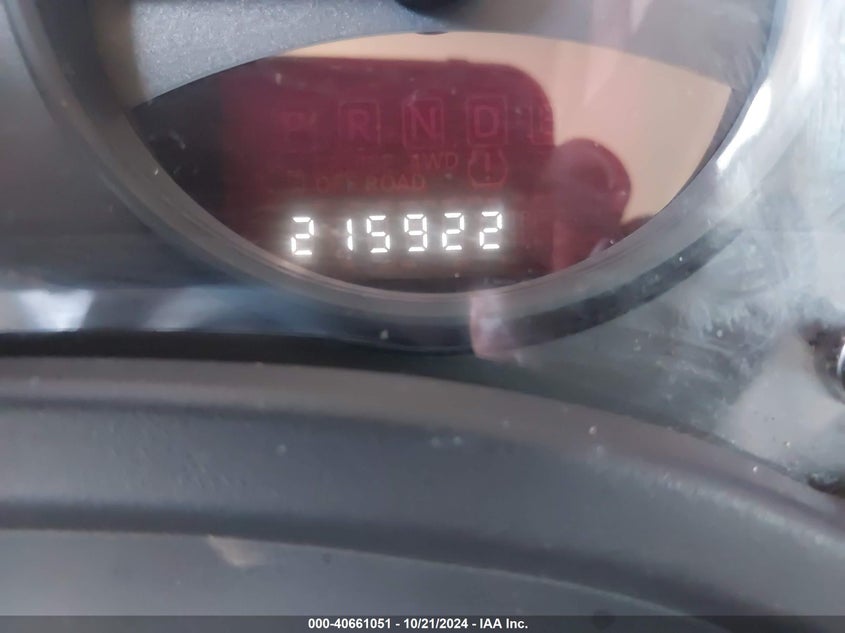 P R N D
4WD
OFF ROAD
215922
000-40661051 - 10/21/2024 - IAA Inc.